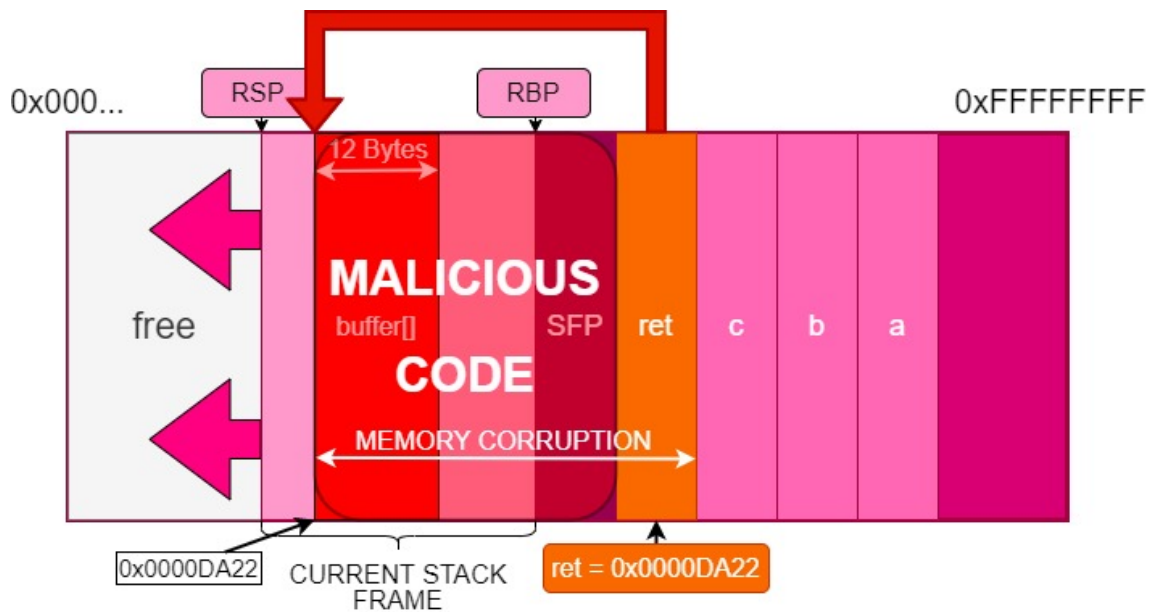 RSP
RBP
0x000...
0xFFFFFFFF
12 Bytes
MALICIOUS
free
buffer[]
SFP
ret
c
b
a
CODE
MEMORY CORRUPTION
0x0000DA22
CURRENT STACK
FRAME
ret = 0x0000DA22